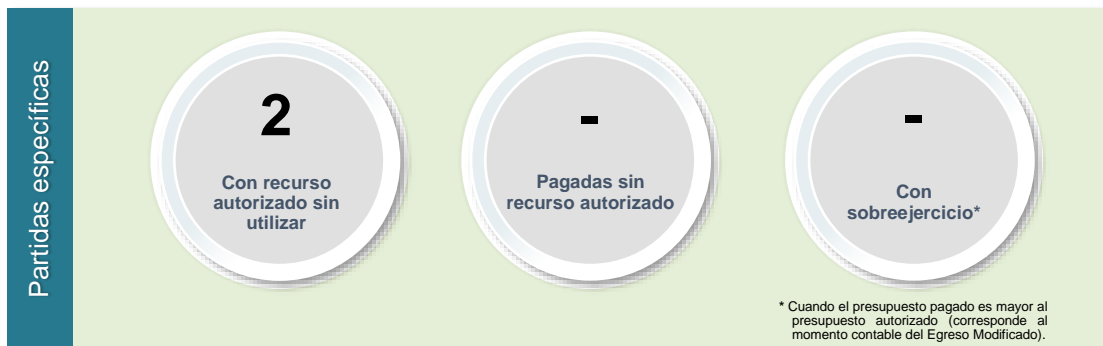 Partidas específicas
2
Con recurso
autorizado sin
utilizar
-
Pagadas sin
recurso autorizado
-
Con
sobreejercicio*
* Cuando el presupuesto pagado es mayor al
presupuesto autorizado (corresponde al
momento contable del Egreso Modificado).